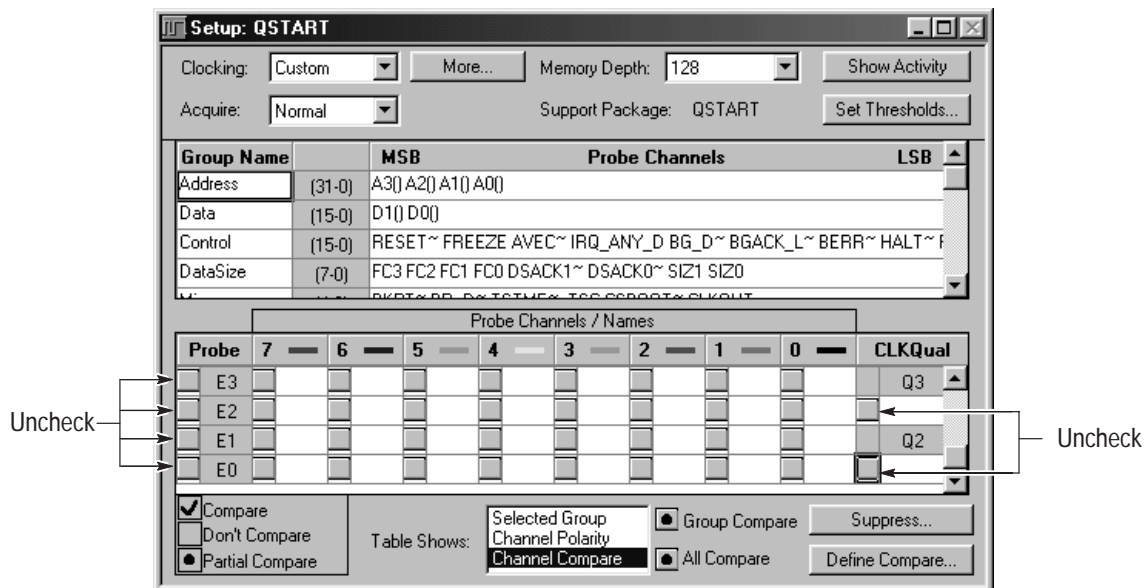 Setup: QSTART
Clocking: Custom More... Memory Depth: 128 Show Activity
Acquire: Normal Support Package: QSTART Set Thresholds...
Group Name MSB Probe Channels LSB
Address (31-0) A3() A2() A1() A0()
Data (15-0) D1() D0()
Control (15-0) RESET~ FREEZE AVEC~ IRQ_ANY_D BG_D~ BGACK_L~ BERR~ HALT~
DataSize (7-0) FC3 FC2 FC1 FC0 DSACK1~ DSACK0~ SIZ1 SIZ0
Probe Channels / Names
Probe 7 6 5 4 3 2 1 0 CLKQual
E3 Q3
Uncheck E2 Uncheck
E1 Q2
E0
Compare
Don't Compare
Partial Compare
Table Shows:
Selected Group
Channel Polarity
Channel Compare
Group Compare
All Compare
Suppress...
Define Compare...